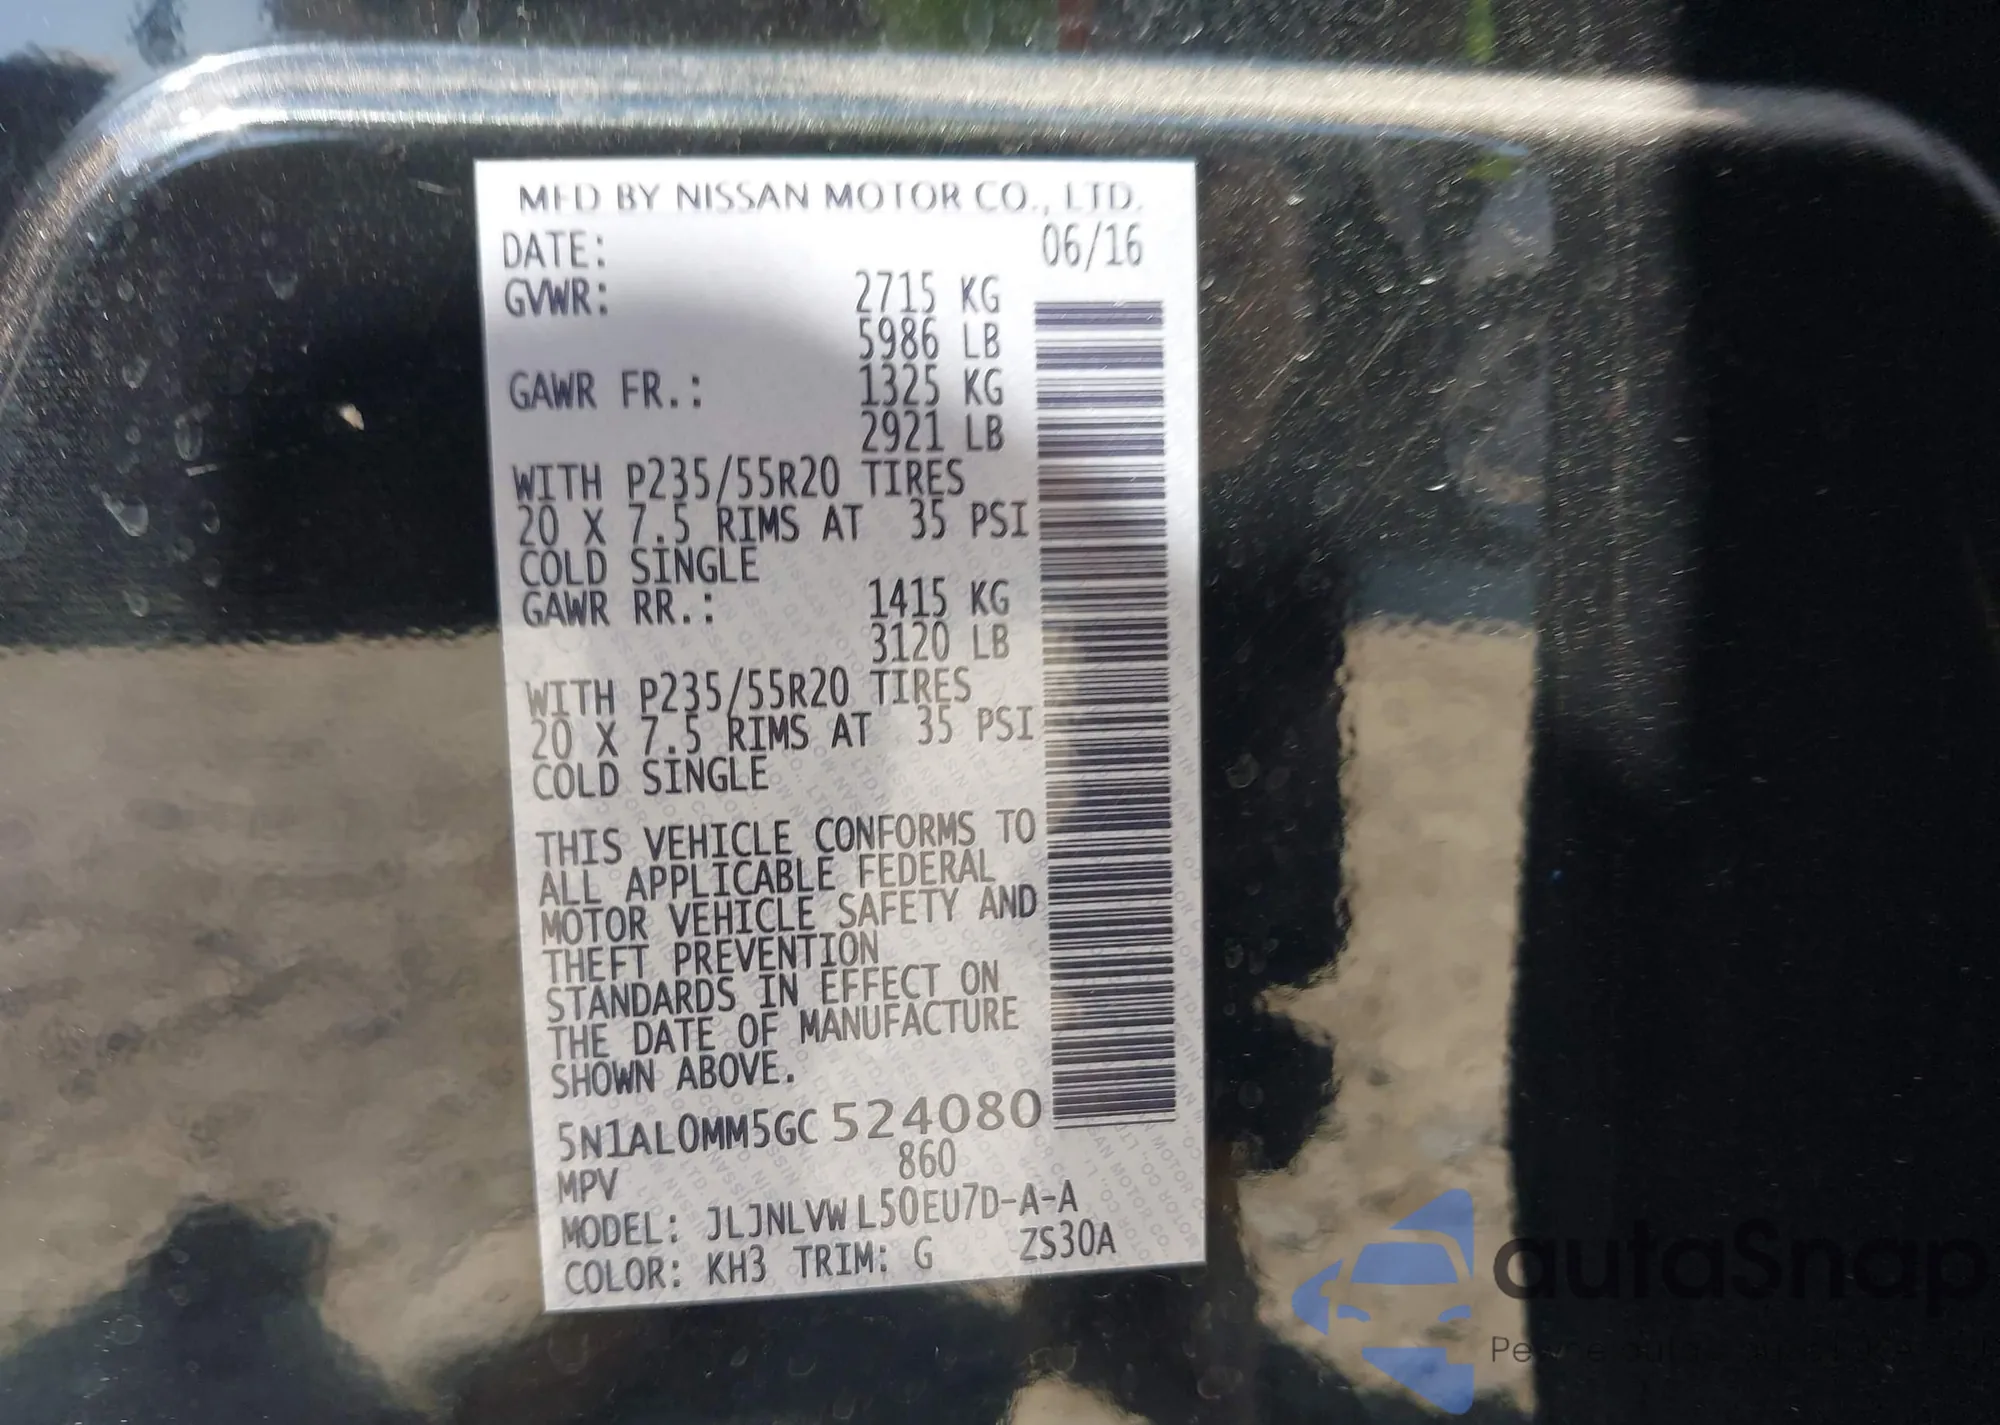 MFD BY NISSAN MOTOR CO., LTD.
DATE: 06/16
GVWR: 2715 KG
5986 LB
GAWR FR.: 1325 KG
2921 LB
WITH P235/55R20 TIRES
20 X 7.5 RIMS AT 35 PSI
COLD SINGLE
GAWR RR.: 1415 KG
3120 LB
WITH P235/55R20 TIRES
20 X 7.5 RIMS AT 35 PSI
COLD SINGLE
THIS VEHICLE CONFORMS TO
ALL APPLICABLE FEDERAL
MOTOR VEHICLE SAFETY AND
THEFT PREVENTION
STANDARDS IN EFFECT ON
THE DATE OF MANUFACTURE
SHOWN ABOVE.
5N1AL0MM5GC 524080
860
MPV
MODEL: JLJNLVW L50EU7D-A-A
COLOR: KH3 TRIM: G ZS30A
autaSnap